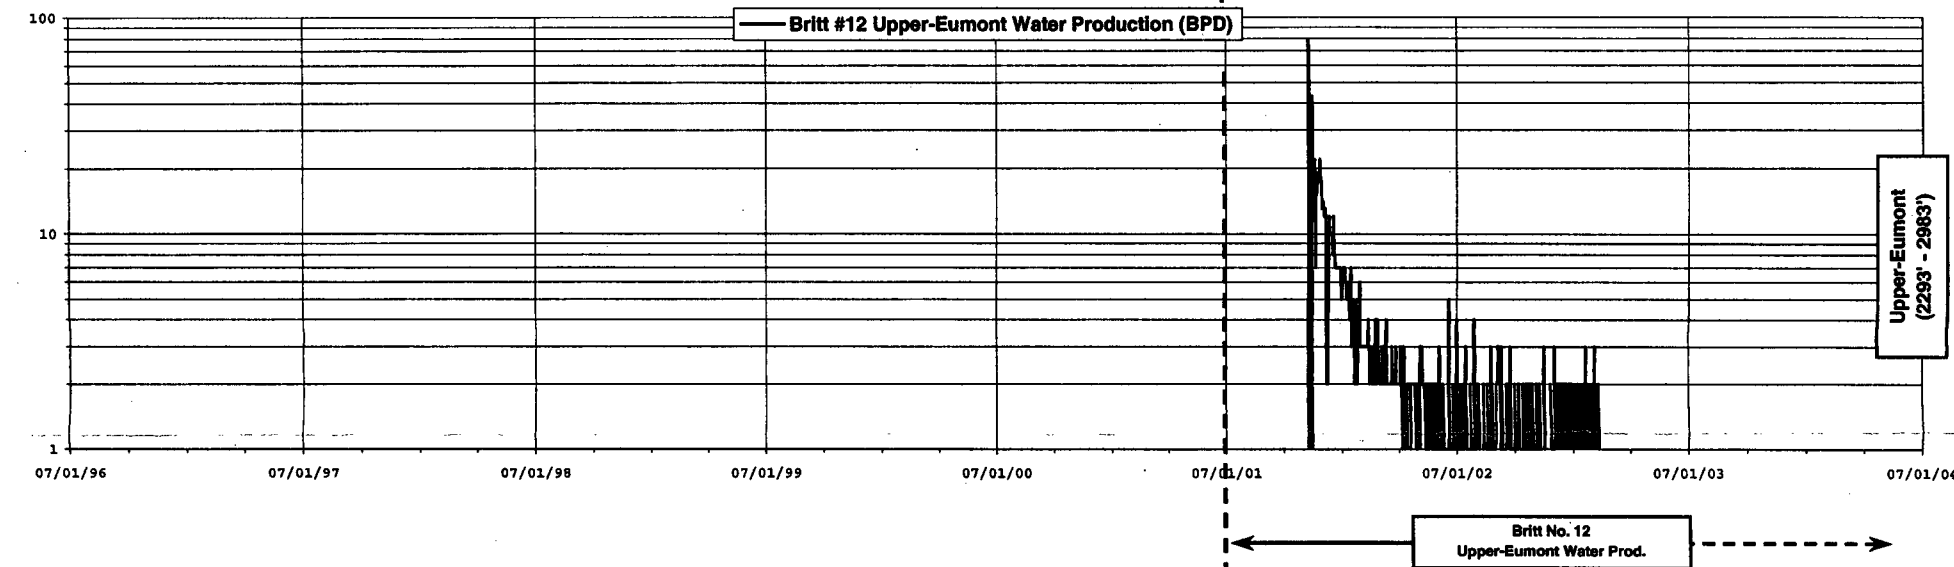 Britt #12 Upper-Eumont Water Production (BPD)
100
10
1
07/01/96
07/01/97
07/01/98
07/01/99
07/01/00
07/01/01
07/01/02
07/01/03
07/01/04
Upper-Eumont
(2293' - 2983')
Britt No. 12
Upper-Eumont Water Prod.